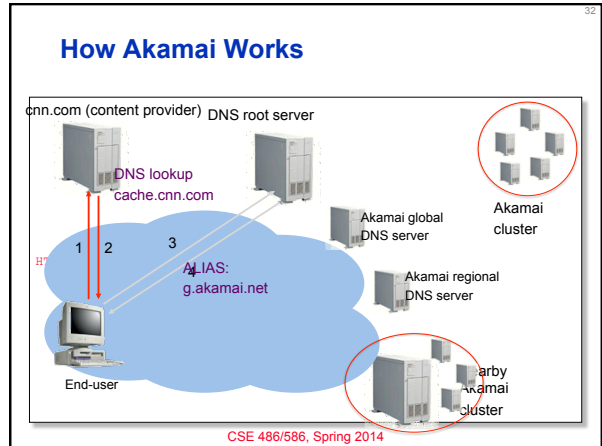 32
How Akamai Works
cnn.com (content provider)
DNS root server
DNS lookup
cache.cnn.com
Akamai
cluster
Akamai global
DNS server
1
2
3
4
ALIAS:
g.akamai.net
Akamai regional
DNS server
End-user
Akamai
cluster
CSE 486/586, Spring 2014